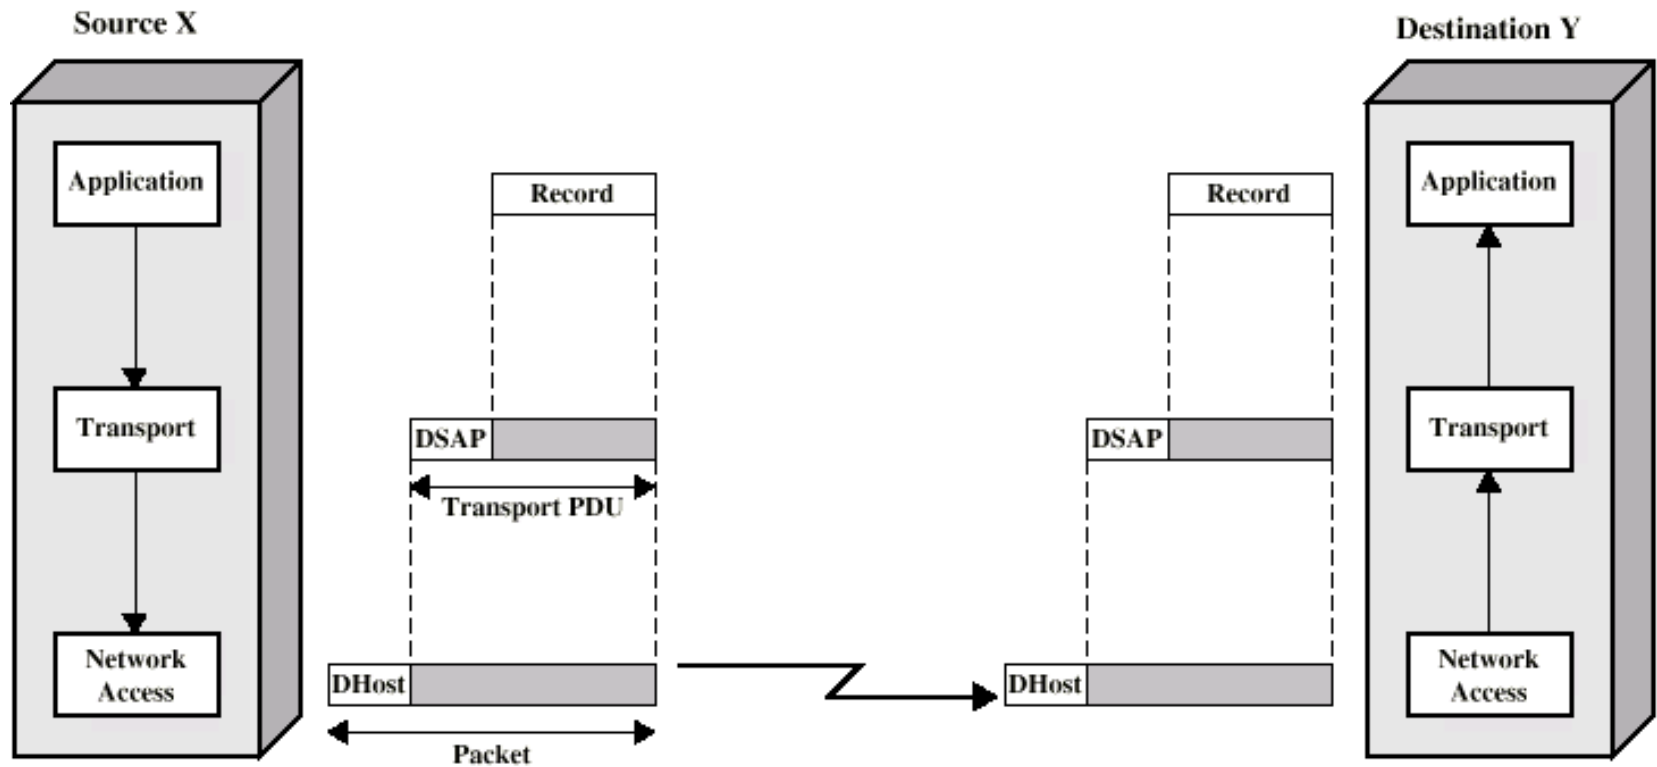 Source X
Destination Y
Application
Record
Record
Application
Transport
DSAP
DSAP
Transport
Transport PDU
Network
Access
DHost
DHost
Network
Access
Packet